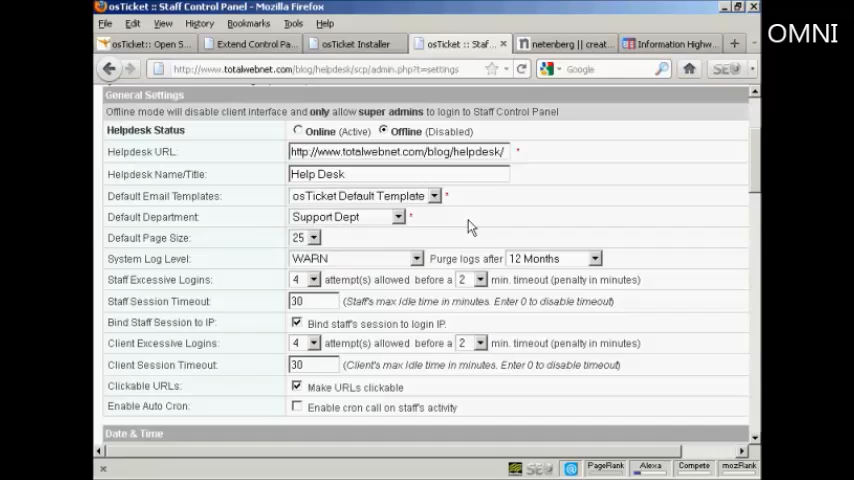 osTicket :: Staff Control Panel - Mozilla Firefox
OMNI
File Edit View History Bookmarks Tools Help
osTicket:: Open S... Extend Control Pa... osTicket Installer osTicket :: Staf... netenberg || creat... Information Highw...
http://www.totalwebnet.com/blog/helpdesk/scp/admin.php?t=settings Google SEO
General Settings
Offline mode will disable client interface and only allow super admins to login to Staff Control Panel
Helpdesk Status Online (Active) Offline (Disabled)
Helpdesk URL: http://www.totalwebnet.com/blog/helpdesk/ *
Helpdesk Name/Title: Help Desk
Default Email Templates: osTicket Default Template *
Default Department: Support Dept *
Default Page Size: 25
System Log Level: WARN Purge logs after 12 Months
Staff Excessive Logins: 4 attempt(s) allowed before a 2 min. timeout (penalty in minutes)
Staff Session Timeout: 30 (Staff's max Idle time in minutes. Enter 0 to disable timeout)
Bind Staff Session to IP: Bind staff's session to login IP.
Client Excessive Logins: 4 attempt(s) allowed before a 2 min. timeout (penalty in minutes)
Client Session Timeout: 30 (Client's max Idle time in minutes. Enter 0 to disable timeout)
Clickable URLs: Make URLs clickable
Enable Auto Cron: Enable cron call on staff's activity
Date & Time
SEO PageRank Alexa Compete mozRank